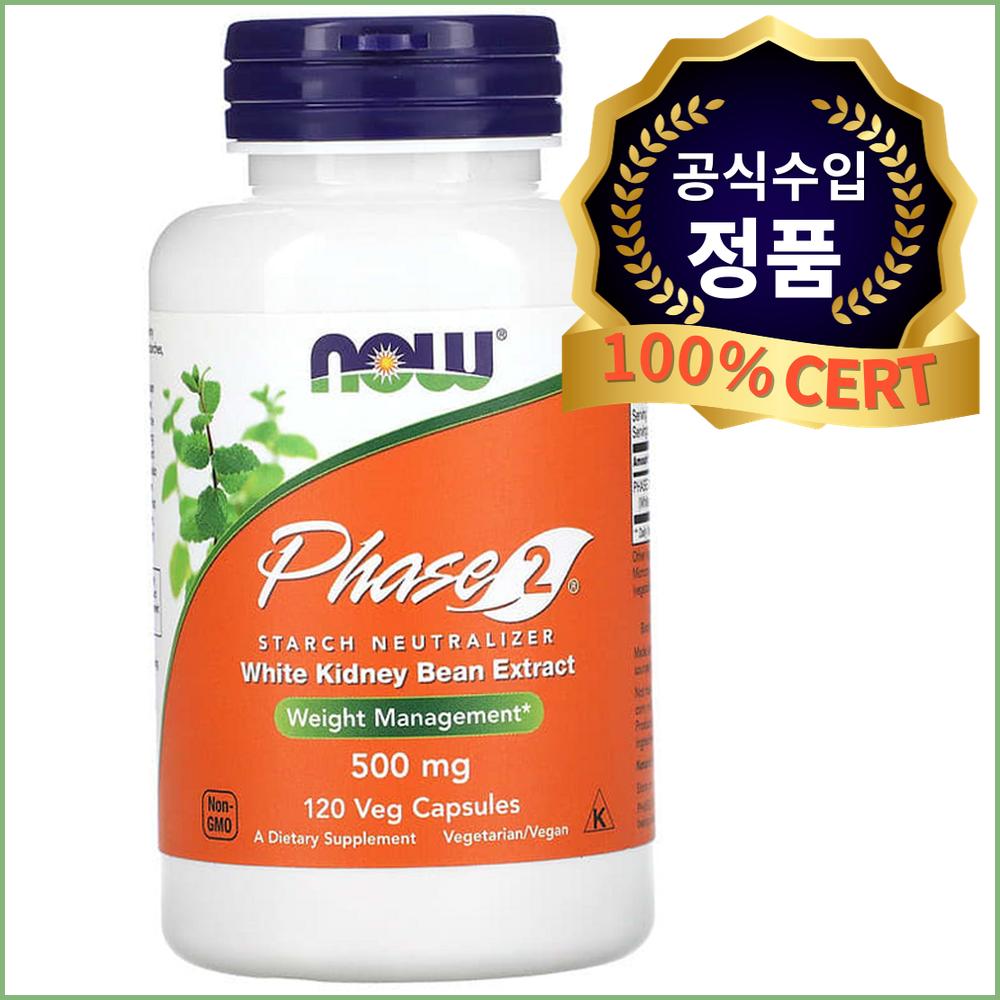 공식수입
정품
100% CERT
now®
Phase 2®
STARCH NEUTRALIZER
White Kidney Bean Extract
Weight Management*
500 mg
120 Veg Capsules
Non-
GMO
A Dietary Supplement
Vegetarian/Vegan
K